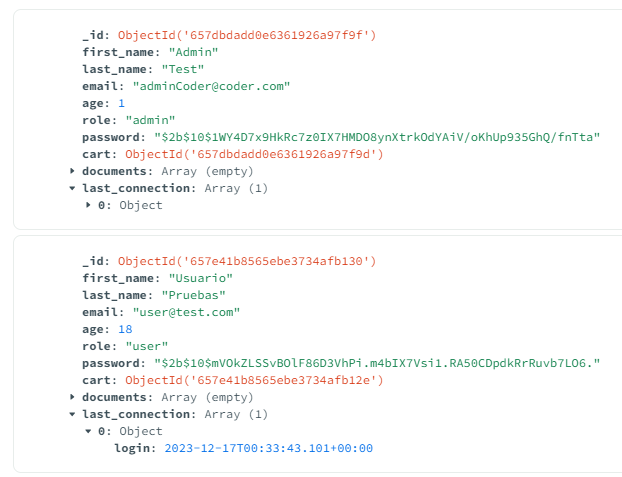 _id: ObjectId('657dbdadd0e6361926a97f9f')
first_name: "Admin"
last_name: "Test"
email: "adminCoder@coder.com"
age: 1
role: "admin"
password: "$2b$10$1WY4D7x9HkRc7z0IX7HMDO8ynXtrkOdYAiV/oKhUp935GhQ/fnTta"
cart: ObjectId('657dbdadd0e6361926a97f9d')
documents: Array (empty)
last_connection: Array (1)
0: Object
_id: ObjectId('657e41b8565ebe3734afb130')
first_name: "Usuario"
last_name: "Pruebas"
email: "user@test.com"
age: 18
role: "user"
password: "$2b$10$mVOkZLSSvBOlF86D3VhPi.m4bIX7Vsi1.RA50CDpdkRrRuvb7LO6."
cart: ObjectId('657e41b8565ebe3734afb12e')
documents: Array (empty)
last_connection: Array (1)
0: Object
login: 2023-12-17T00:33:43.101+00:00